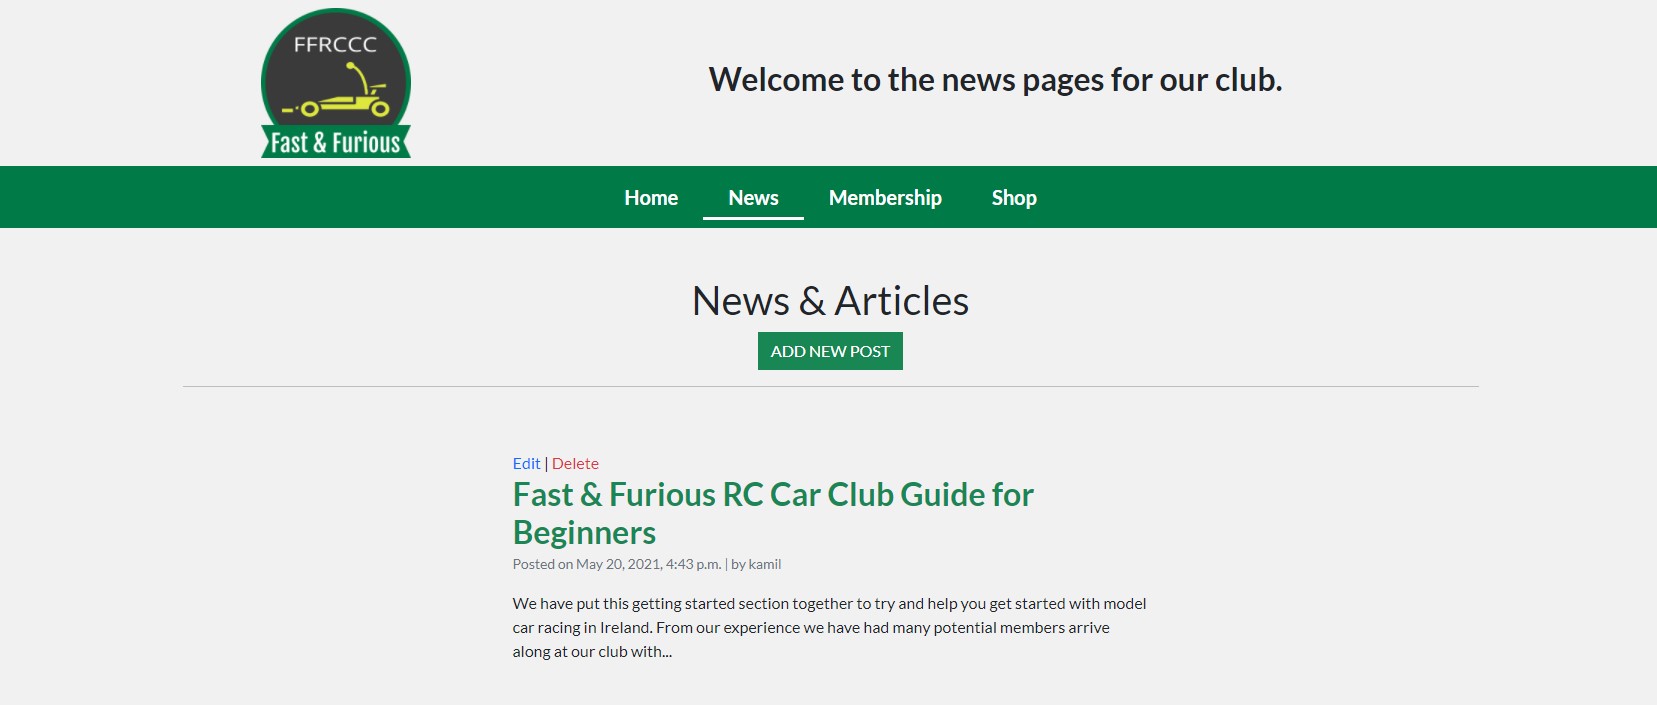 FFRCCC
Fast & Furious
Welcome to the news pages for our club.
Home News Membership Shop
News & Articles
ADD NEW POST
Edit | Delete
Fast & Furious RC Car Club Guide for
Beginners
Posted on May 20, 2021, 4:43 p.m. | by kamil
We have put this getting started section together to try and help you get started with model
car racing in Ireland. From our experience we have had many potential members arrive
along at our club with...